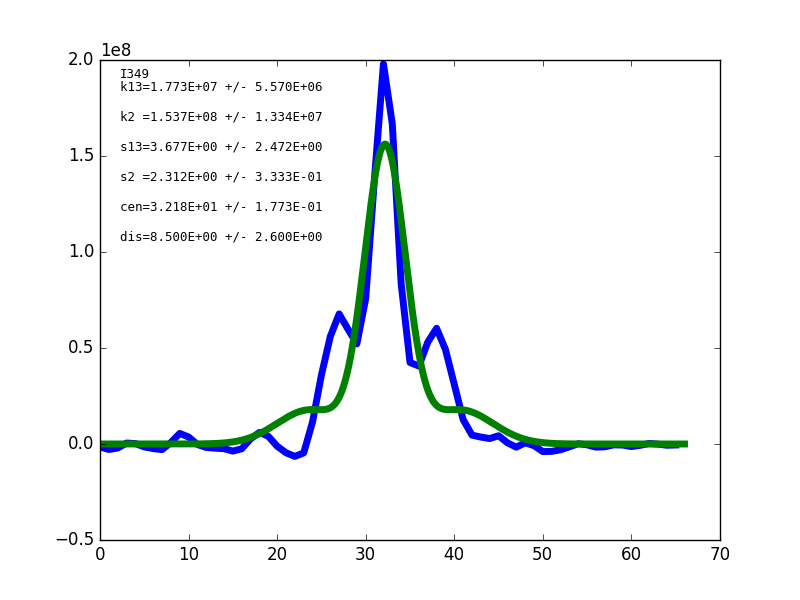 1e8
2.0
I349
k13=1.773E+07 +/- 5.570E+06
k2 =1.537E+08 +/- 1.334E+07
s13=3.677E+00 +/- 2.472E+00
s2 =2.312E+00 +/- 3.333E-01
cen=3.218E+01 +/- 1.773E-01
dis=8.500E+00 +/- 2.600E+00
1.5
1.0
0.5
0.0
−0.5
0 10 20 30 40 50 60 70